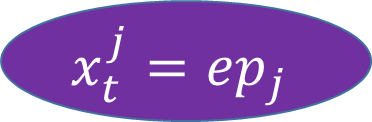 $x_t^j = ep_j$